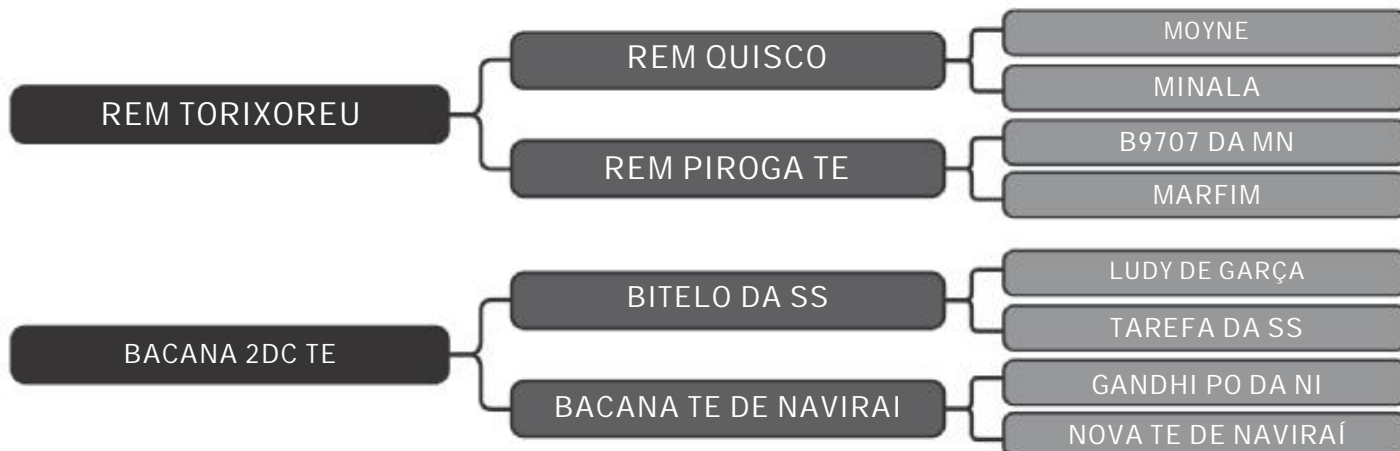 REM TORIXOREU
REM QUISCO
MOYNE
MINALA
REM PIROGA TE
B9707 DA MN
MARFIM
BACANA 2DC TE
BITELO DA SS
LUDY DE GARÇA
TAREFA DA SS
BACANA TE DE NAVIRAI
GANDHI PO DA NI
NOVA TE DE NAVIRAÍ